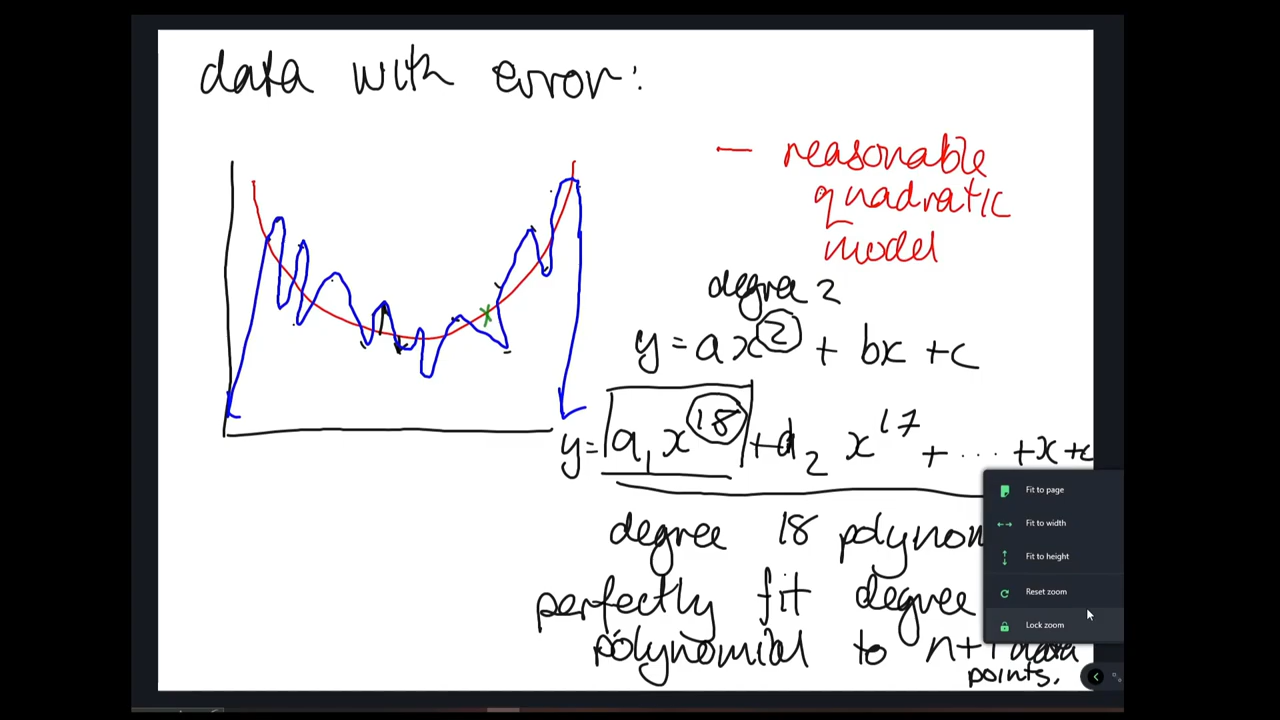 data with error:
— reasonable
quadratic
model
degree 2
y = ax² + bx + c
y = a₁x¹⁸ + a₂ x¹⁷ + ... + x + c
degree 18 polynom
perfectly fit degree
polynomial to n+1 data
points.
Fit to page
Fit to width
Fit to height
Reset zoom
Lock zoom